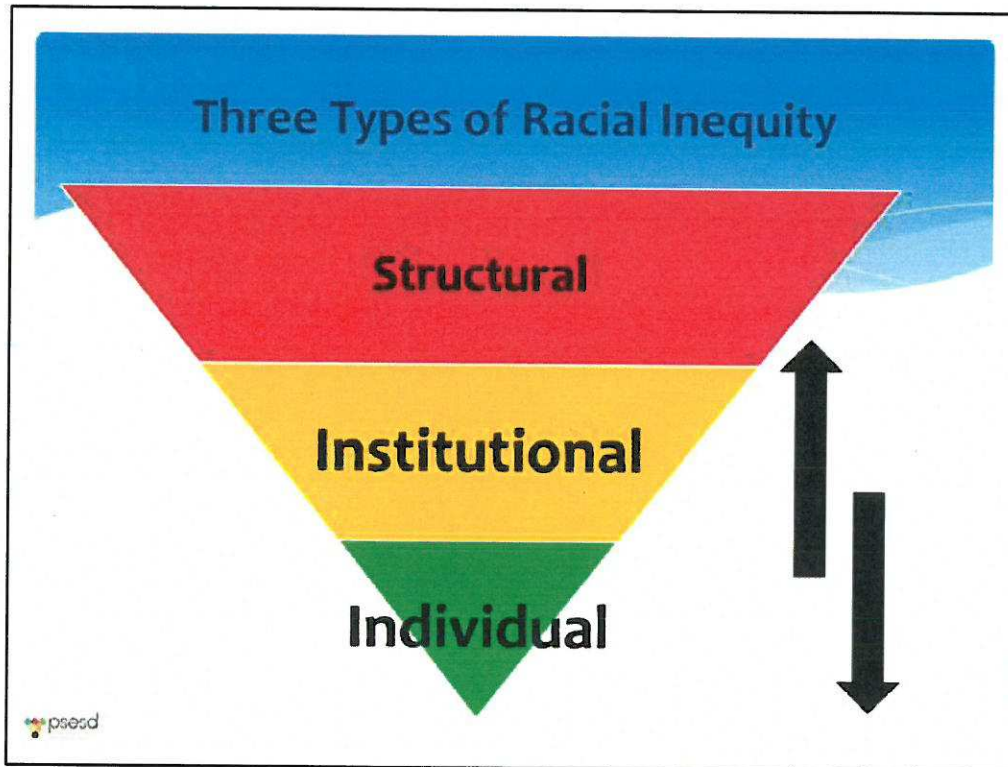 Three Types of Racial Inequity
Structural
Institutional
Individual
psesd